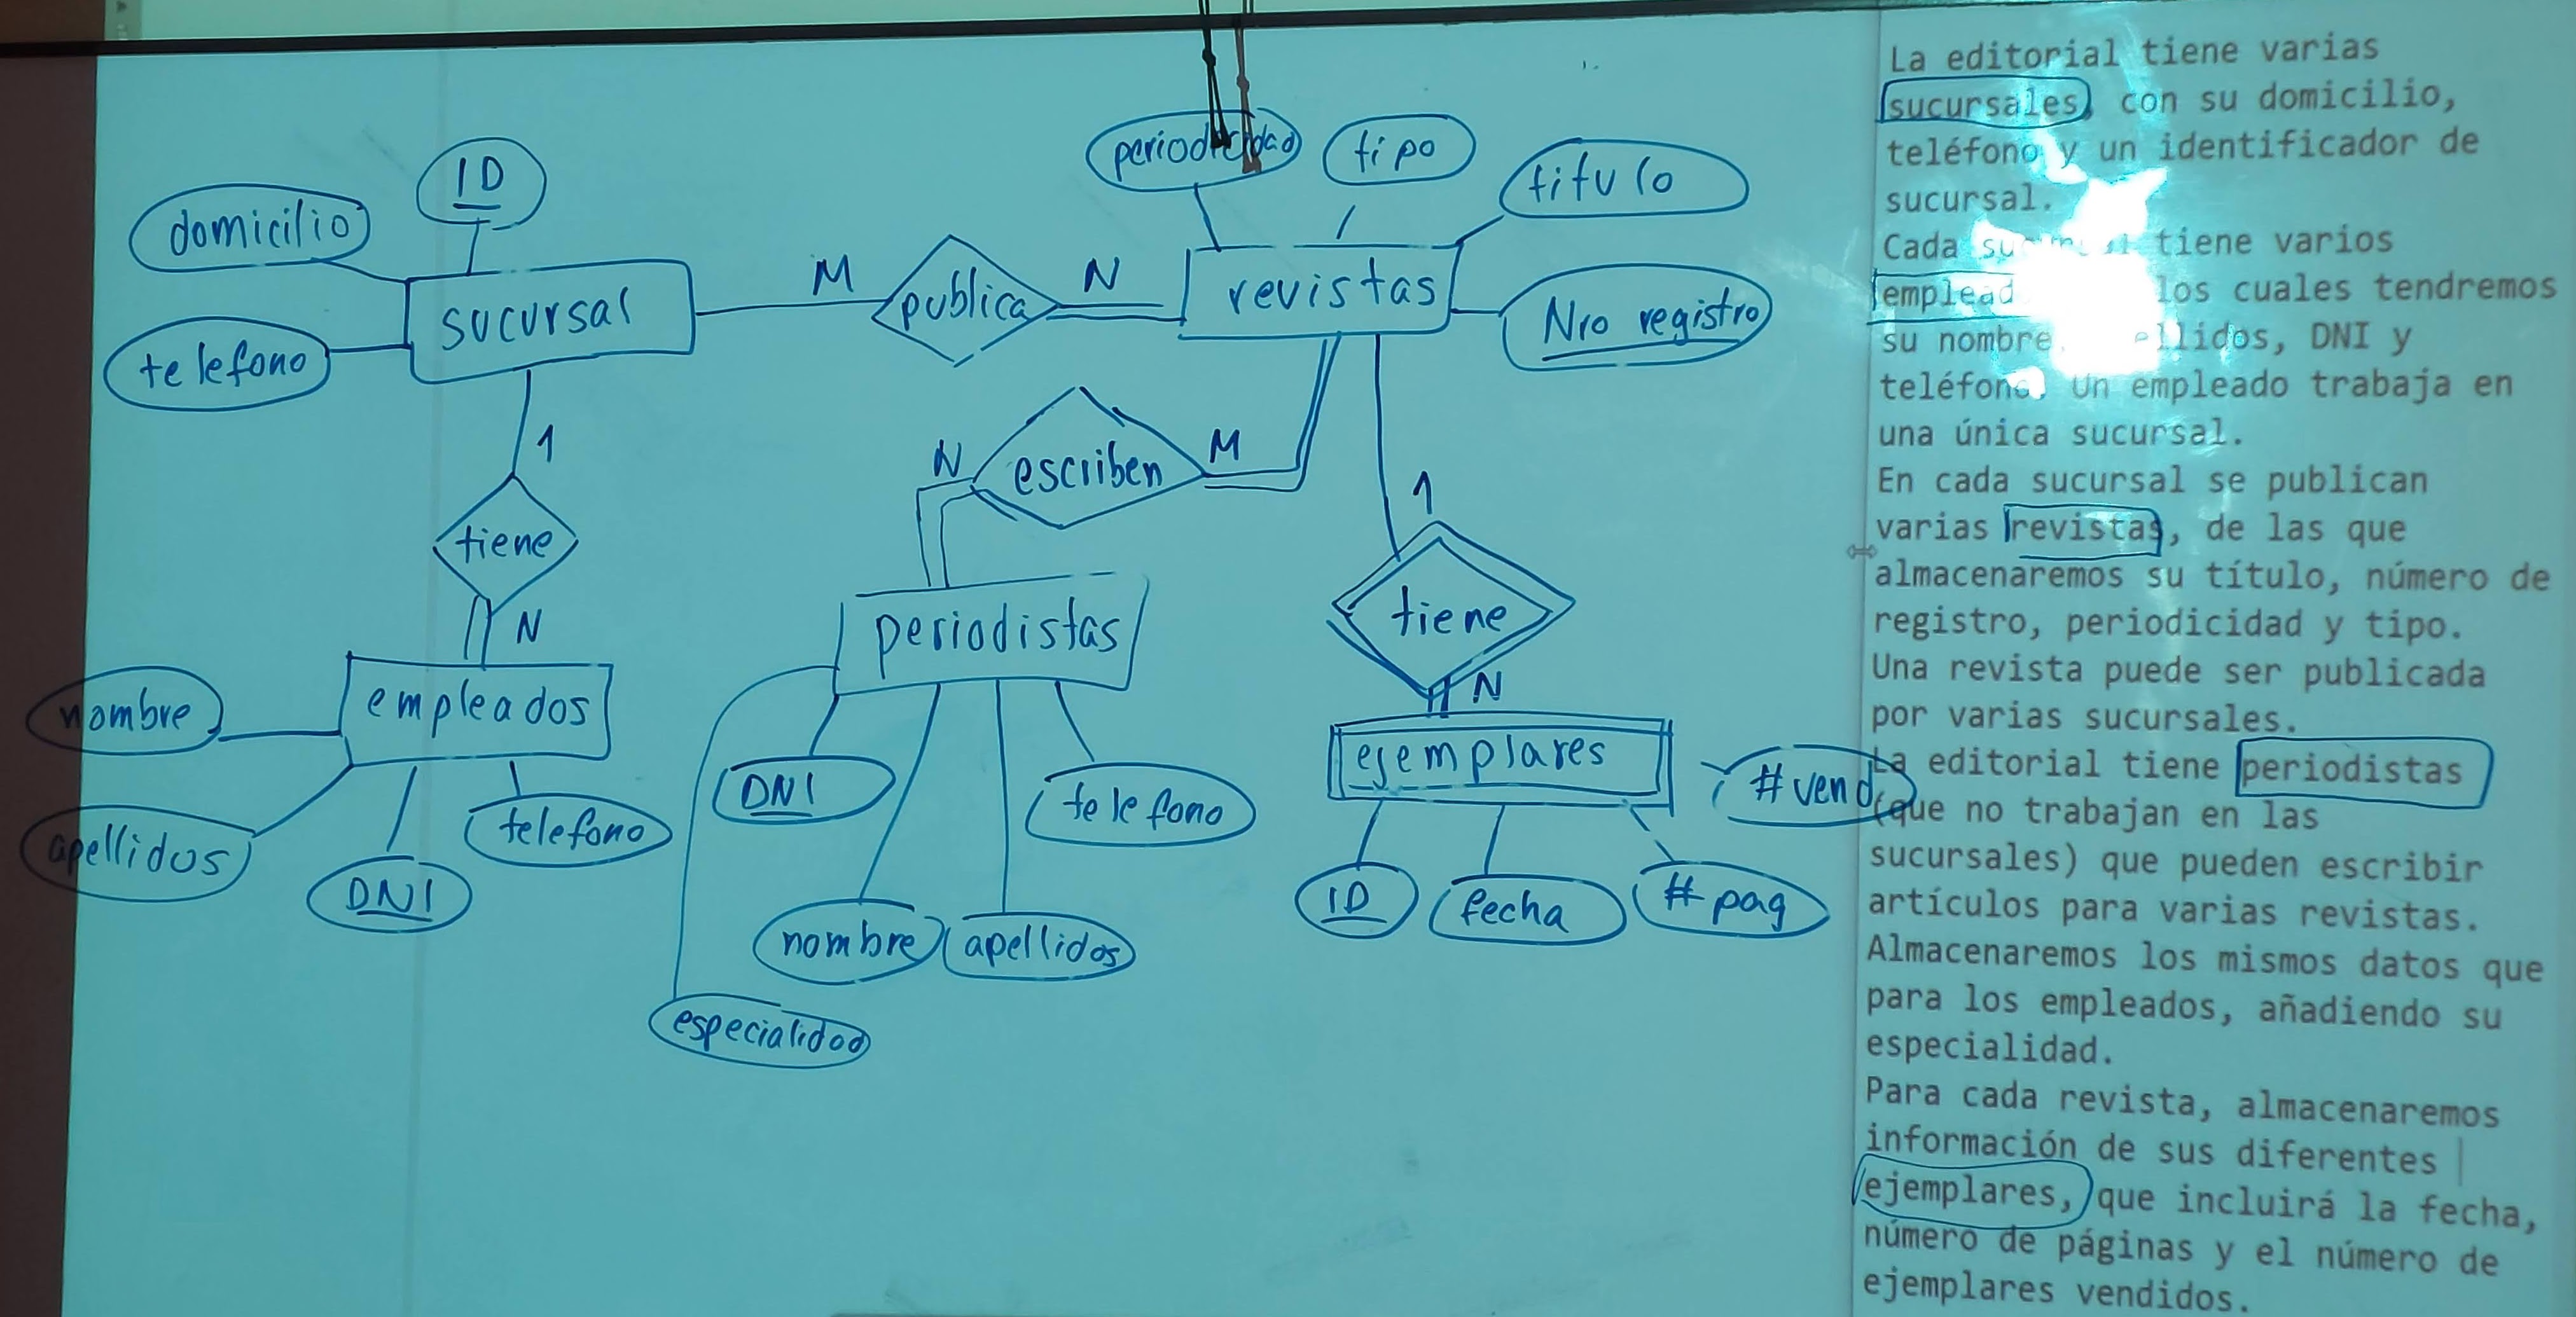 periodicidad
tipo
titulo
ID
domicilio
telefono
sucursal
M
publica
N
revistas
Nro registro
1
tiene
N
N
escriben
M
1
tiene
N
empleados
nombre
apellidos
DNI
telefono
periodistas
DNI
telefono
nombre
apellidos
especialidad
ejemplares
#vend
ID
fecha
# pag
La editorial tiene varias
sucursales, con su domicilio,
teléfono y un identificador de
sucursal.
Cada tiene varios
los cuales tendremos
su nombre, DNI y
teléfono. Un empleado trabaja en
una única sucursal.
En cada sucursal se publican
varias revistas, de las que
almacenaremos su título, número de
registro, periodicidad y tipo.
Una revista puede ser publicada
por varias sucursales.
La editorial tiene periodistas
(que no trabajan en las
sucursales) que pueden escribir
artículos para varias revistas.
Almacenaremos los mismos datos que
para los empleados, añadiendo su
especialidad.
Para cada revista, almacenaremos
información de sus diferentes
ejemplares, que incluirá la fecha,
número de páginas y el número de
ejemplares vendidos.